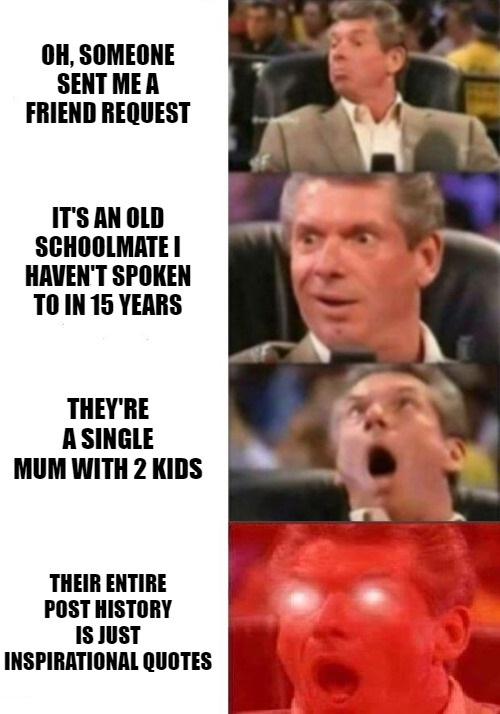 OH, SOMEONE
SENT ME A
FRIEND REQUEST
IT'S AN OLD
SCHOOLMATE I
HAVEN'T SPOKEN
TO IN 15 YEARS
THEY'RE
A SINGLE
MUM WITH 2 KIDS
THEIR ENTIRE
POST HISTORY
IS JUST
INSPIRATIONAL QUOTES